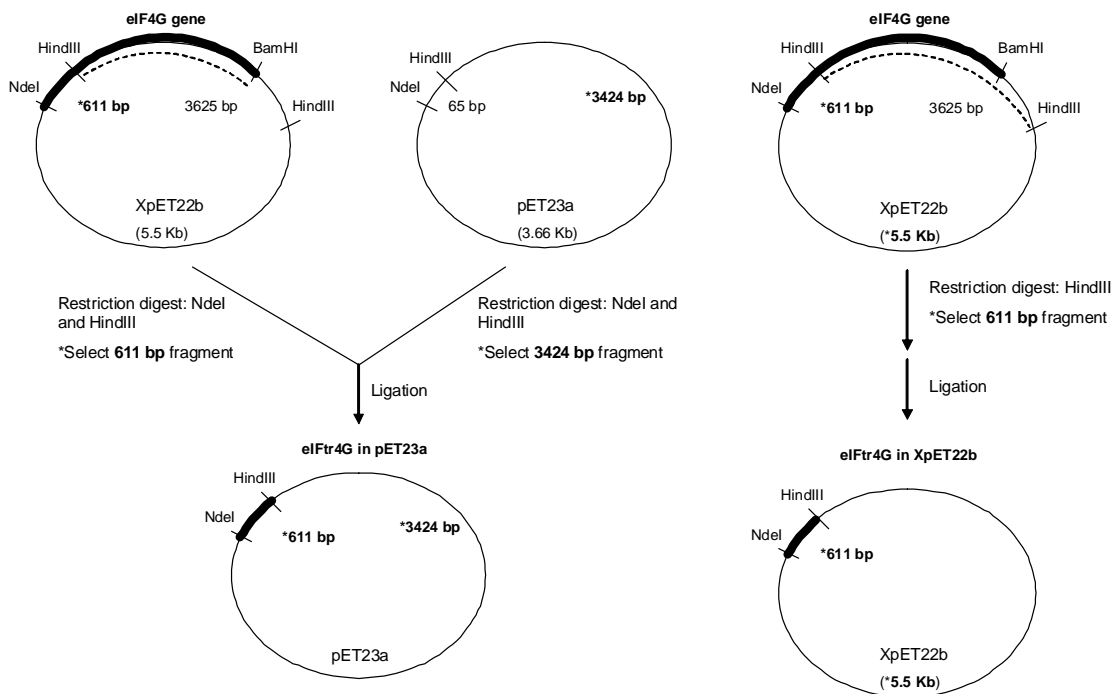 eIF4G gene
HindIII
BamHI
NdeI
*611 bp
3625 bp
HindIII
XpET22b
(5.5 Kb)
HindIII
NdeI
65 bp
*3424 bp
pET23a
(3.66 Kb)
eIF4G gene
HindIII
BamHI
NdeI
*611 bp
3625 bp
HindIII
XpET22b
(*5.5 Kb)
Restriction digest: NdeI
and HindIII
*Select 611 bp fragment
Restriction digest: NdeI and
HindIII
*Select 3424 bp fragment
Ligation
Restriction digest: HindIII
*Select 611 bp fragment
Ligation
eIFtr4G in pET23a
HindIII
NdeI
*611 bp
*3424 bp
pET23a
eIFtr4G in XpET22b
HindIII
NdeI
*611 bp
XpET22b
(*5.5 Kb)